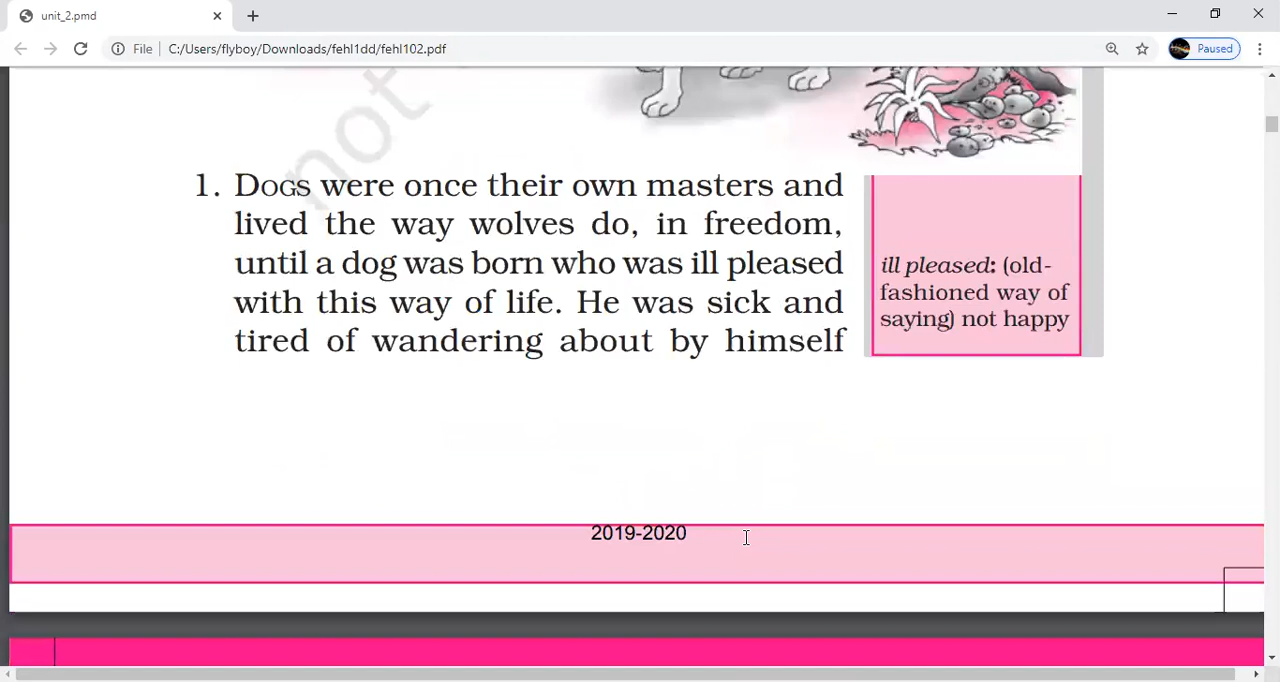 unit_2.pmd
File
C:/Users/flyboy/Downloads/fehl1dd/fehl102.pdf
Paused
not
1. DOGS were once their own masters and
lived the way wolves do, in freedom,
until a dog was born who was ill pleased
with this way of life. He was sick and
tired of wandering about by himself
ill pleased: (old-
fashioned way of
saying) not happy
2019-2020